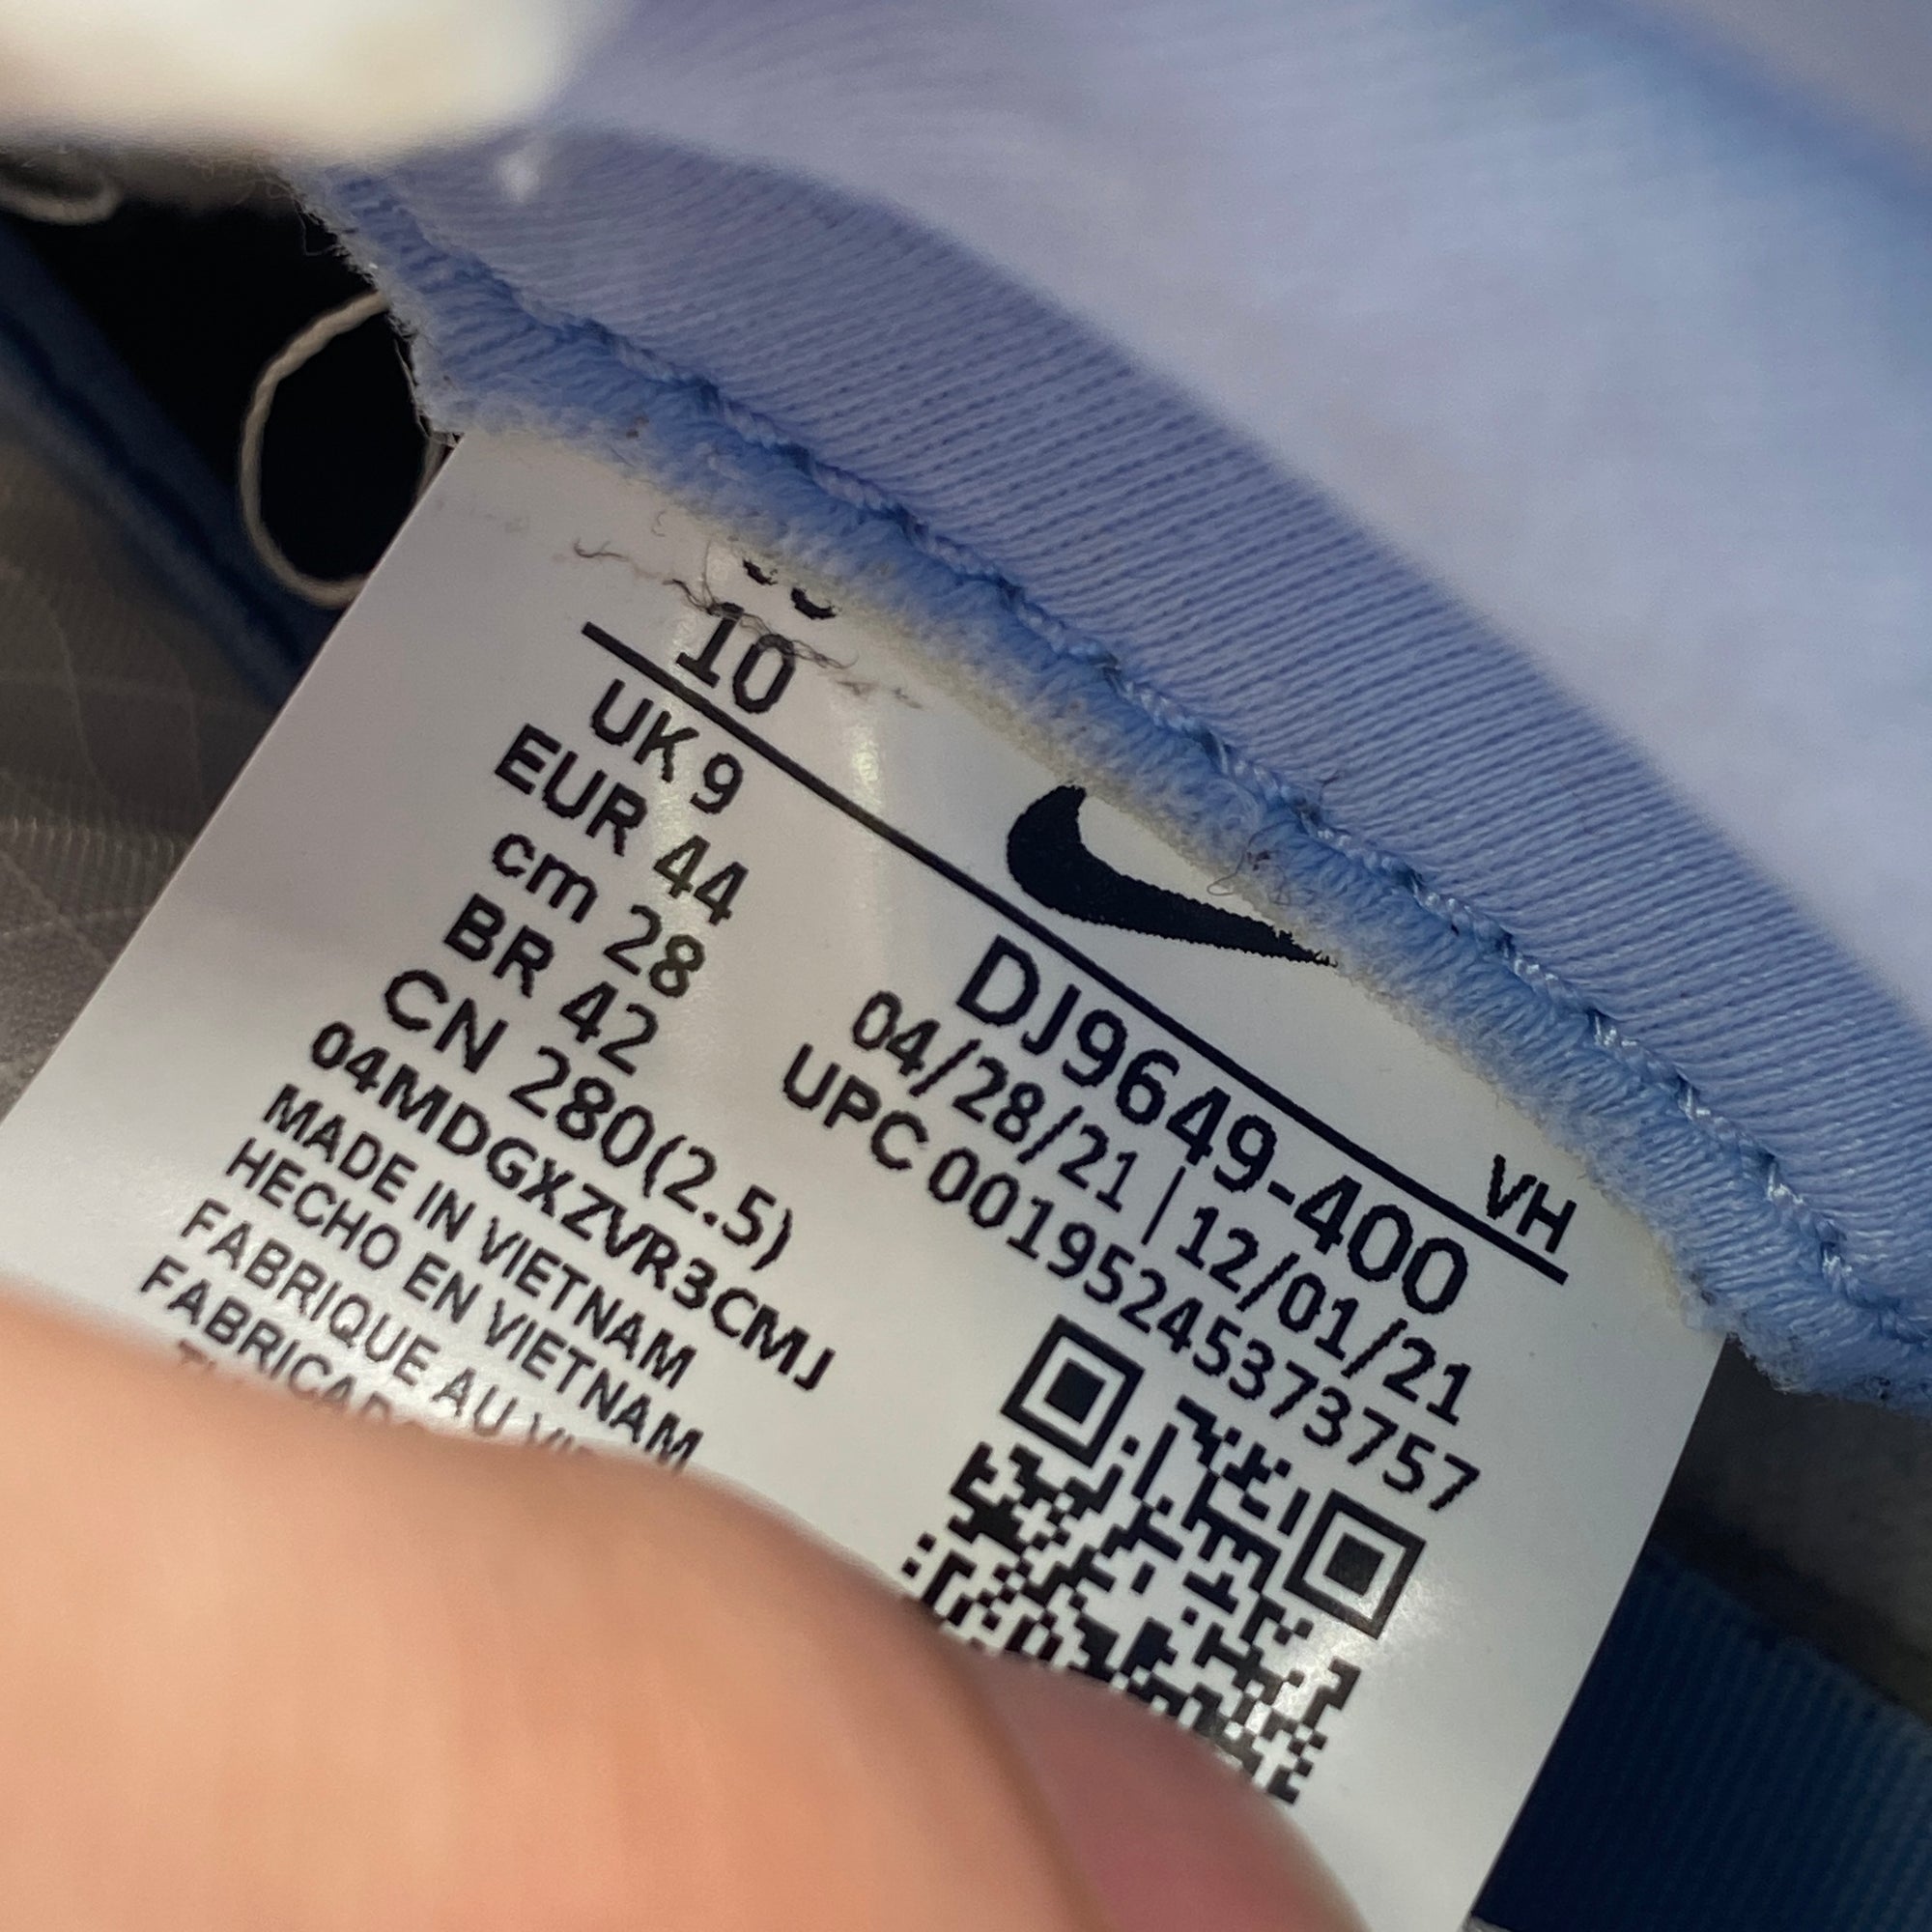 10
UK 9
EUR 44
cm 28
BR 42
CN 280(2.5)
04MDGXZVR3CMJ
MADE IN VIETNAM
HECHO EN VIETNAM
FABRIQUE AU
VH
DJ9649-400
04/28/21 | 12/01/21
UPC 00195245373757